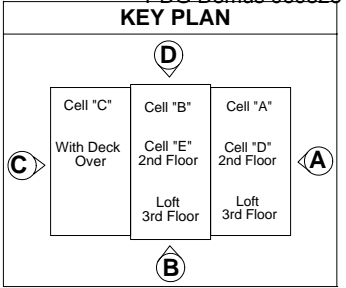 KEY PLAN
D
Cell "C"
Cell "B"
Cell "A"
With Deck
Over
Cell "E"
2nd Floor
Cell "D"
2nd Floor
C
A
Loft
3rd Floor
Loft
3rd Floor
B